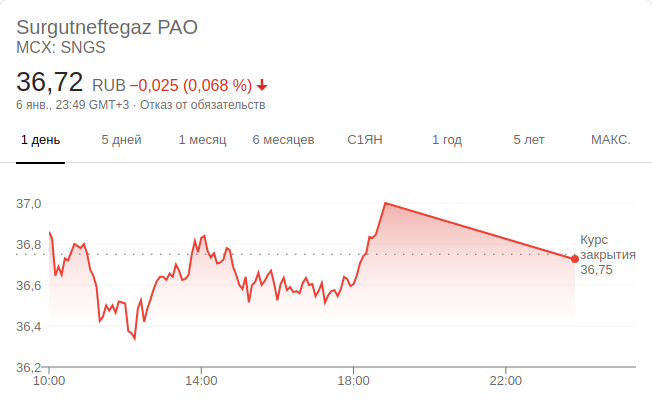 Surgutneftegaz PAO
MCX: SNGS
36,72 RUB −0,025 (0,068 %)
6 янв., 23:49 GMT+3 · Отказ от обязательств
1 день 5 дней 1 месяц 6 месяцев С1ЯН 1 год 5 лет МАКС.
37,0
36,8
36,6
36,4
36,2
Курс
закрытия
36,75
10:00 14:00 18:00 22:00